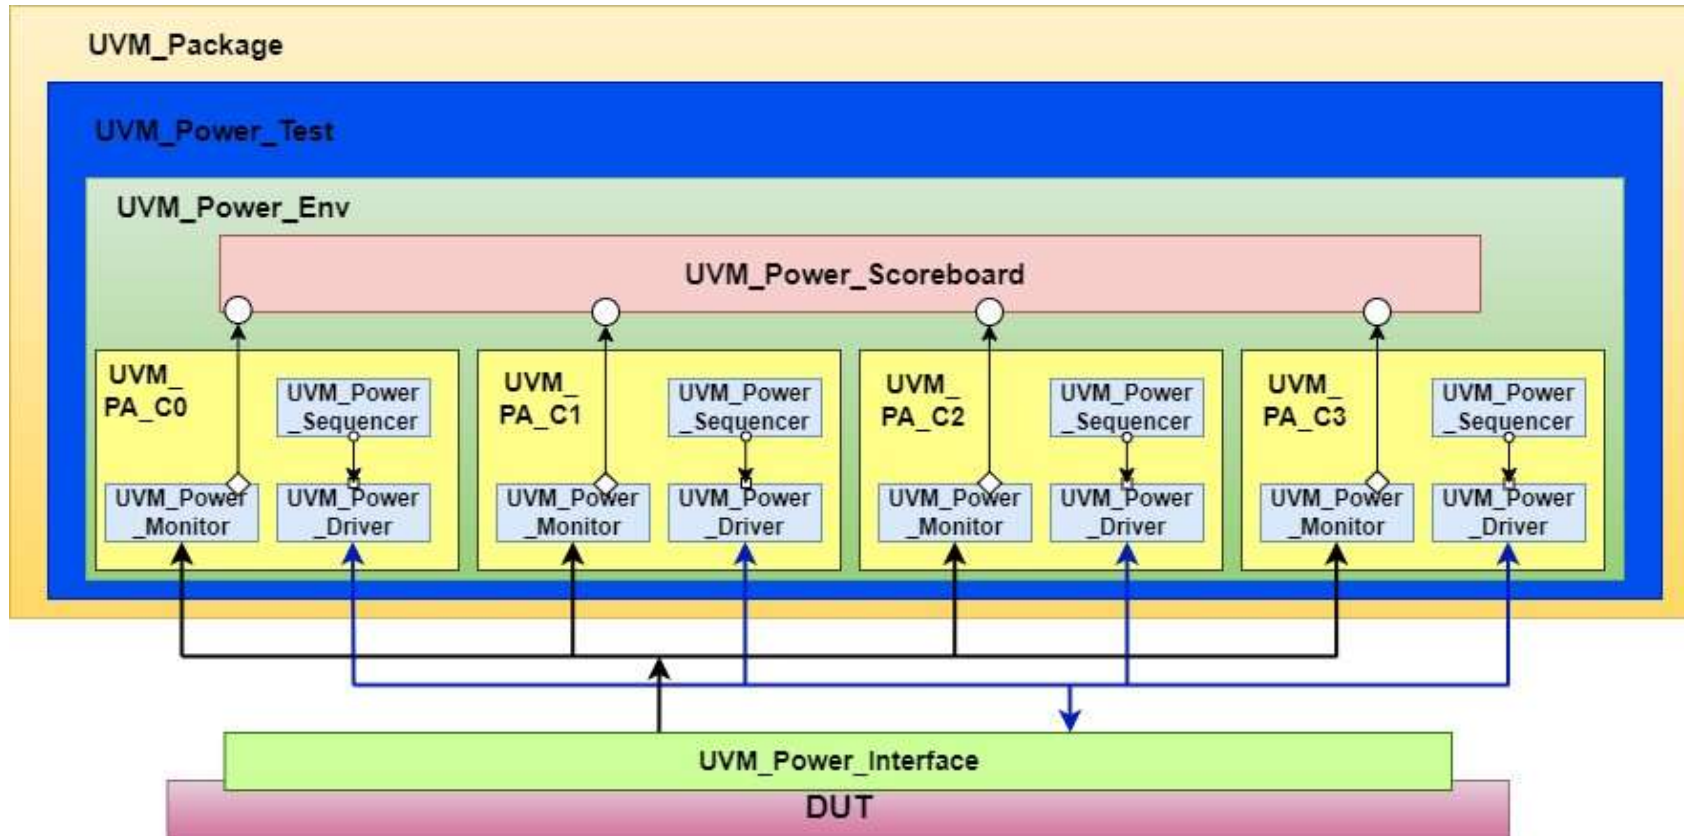 UVM_Package
UVM_Power_Test
UVM_Power_Env
UVM_Power_Scoreboard
UVM_
PA_C0
UVM_Power
_Sequencer
UVM_Power
_Monitor
UVM_Power
_Driver
UVM_
PA_C1
UVM_Power
_Sequencer
UVM_Power
_Monitor
UVM_Power
_Driver
UVM_
PA_C2
UVM_Power
_Sequencer
UVM_Power
_Monitor
UVM_Power
_Driver
UVM_
PA_C3
UVM_Power
_Sequencer
UVM_Power
_Monitor
UVM_Power
_Driver
UVM_Power_Interface
DUT